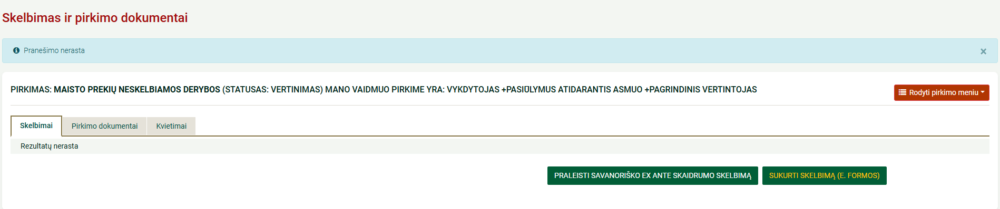 Skelbimas ir pirkimo dokumentai
Pranešimo nerasta
×
PIRKIMAS: MAISTO PREKIŲ NESKELBIAMOS DERYBOS (STATUSAS: VERTINIMAS) MANO VAIDMUO PIRKIME YRA: VYKDYTOJAS +PASIŪLYMUS ATIDARANTIS ASMUO +PAGRINDINIS VERTINTOJAS
Rodyti pirkimo meniu
Skelbimai Pirkimo dokumentai Kvietimai
Rezultatų nerasta
PRALEISTI SAVANORIŠKO EX ANTE SKAIDRUMO SKELBIMĄ SUKURTI SKELBIMĄ (E. FORMOS)